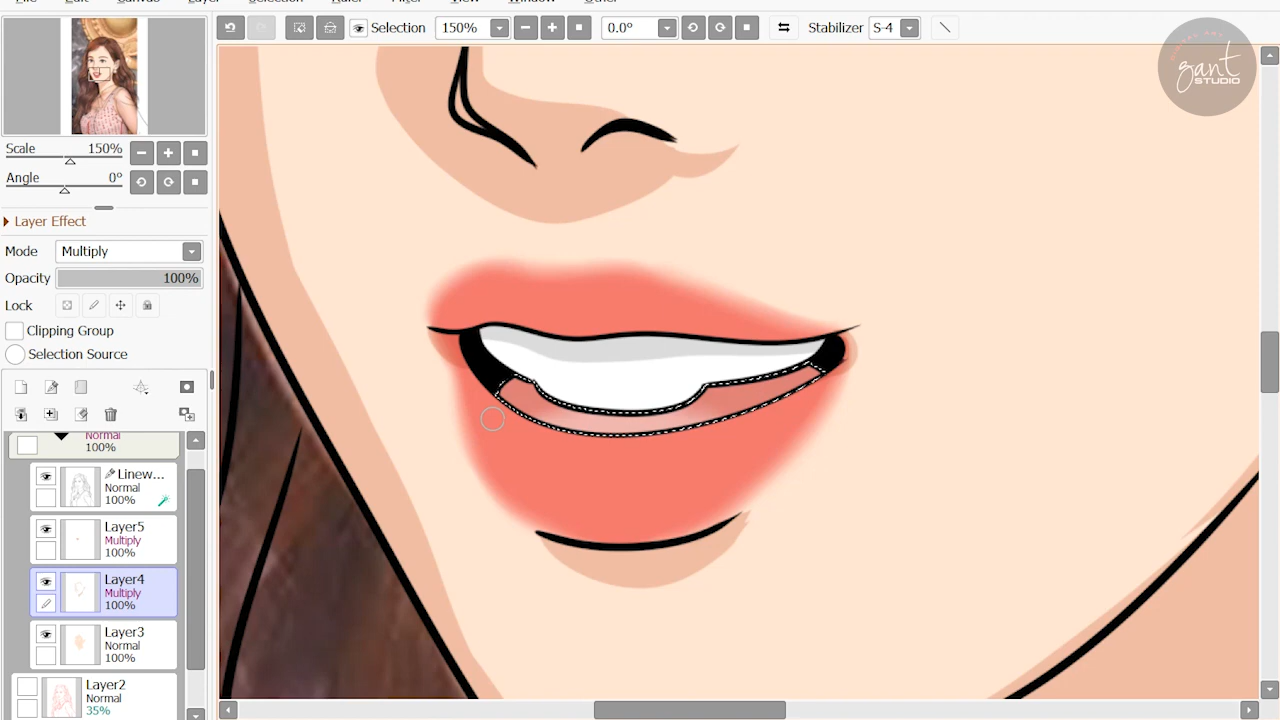 Selection
150%
0.0°
Stabilizer
S-4
DIGITAL ART
gant
STUDIO
Scale
150%
Angle
0°
Layer Effect
Mode
Multiply
Opacity
100%
Lock
Clipping Group
Selection Source
Normal
100%
Linew...
Normal
100%
Layer5
Multiply
100%
Layer4
Multiply
100%
Layer3
Normal
100%
Layer2
Normal
35%